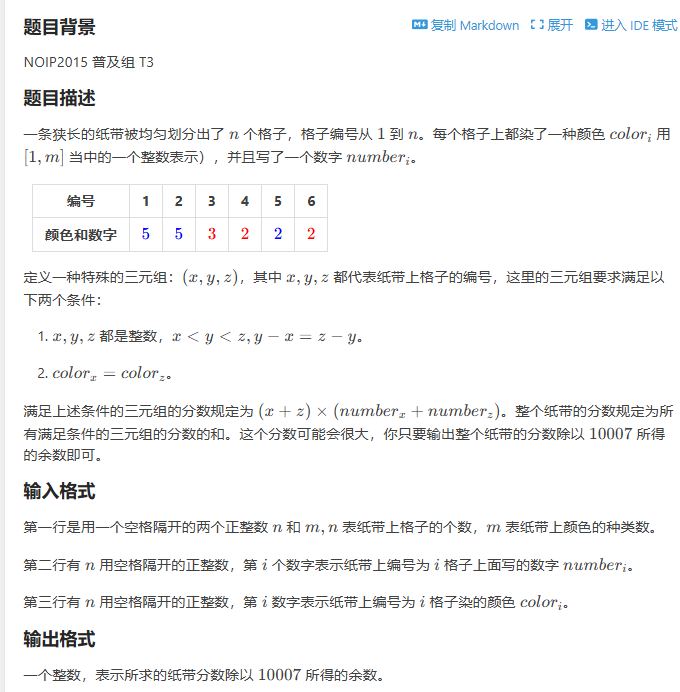 题目背景
复制 Markdown 展开 进入 IDE 模式
NOIP2015 普及组 T3
题目描述
一条狭长的纸带被均匀划分出了 n 个格子，格子编号从 1 到 n。每个格子上都染了一种颜色 color_i 用
[1, m] 当中的一个整数表示），并且写了一个数字 number_i。
编号 1 2 3 4 5 6
颜色和数字 5 5 3 2 2 2
定义一种特殊的三元组：(x, y, z)，其中 x, y, z 都代表纸带上格子的编号，这里的三元组要求满足以
下两个条件：
1. x, y, z 都是整数，x < y < z, y − x = z − y。
2. color_x = color_z。
满足上述条件的三元组的分数规定为 (x + z) × (number_x + number_z)。整个纸带的分数规定为所
有满足条件的三元组的分数的和。这个分数可能会很大，你只要输出整个纸带的分数除以 10007 所得
的余数即可。
输入格式
第一行是用一个空格隔开的两个正整数 n 和 m, n 表纸带上格子的个数，m 表纸带上颜色的种类数。
第二行有 n 用空格隔开的正整数，第 i 个数字表示纸带上编号为 i 格子上面写的数字 number_i。
第三行有 n 用空格隔开的正整数，第 i 数字表示纸带上编号为 i 格子染的颜色 color_i。
输出格式
一个整数，表示所求的纸带分数除以 10007 所得的余数。